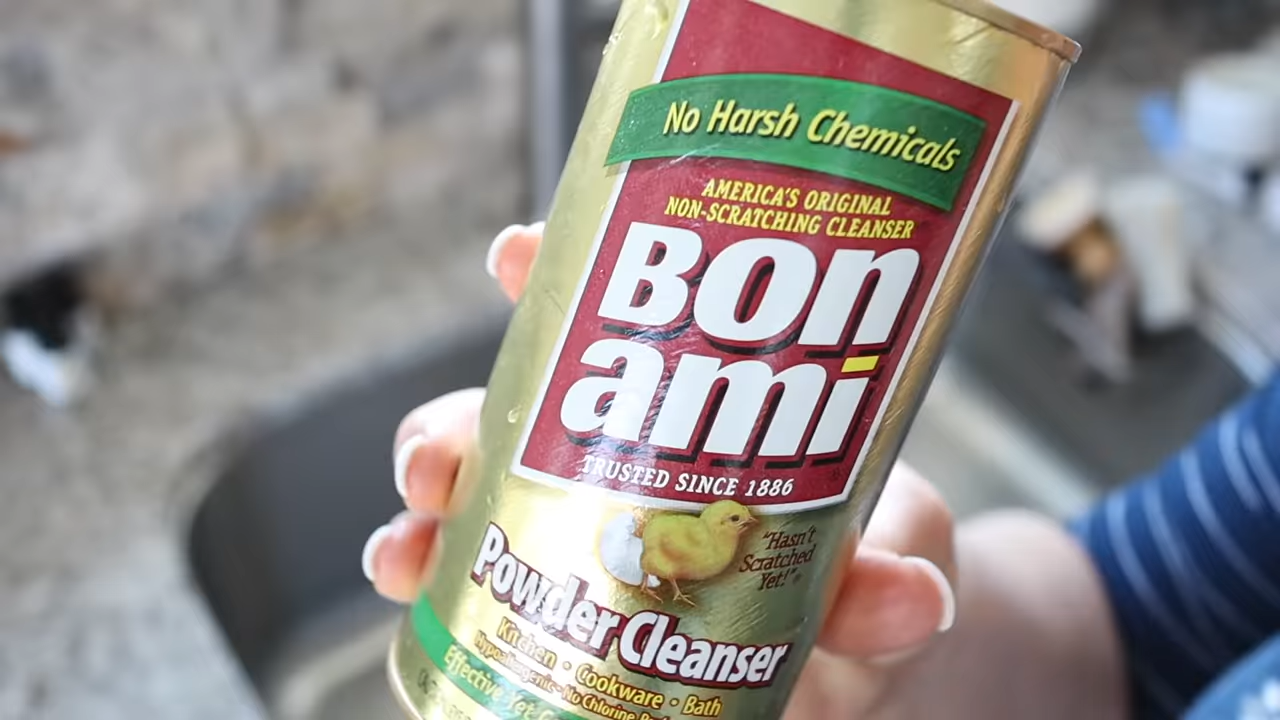 No Harsh Chemicals
AMERICA'S ORIGINAL
NON-SCRATCHING CLEANSER
Bon
ami
TRUSTED SINCE 1886
"Hasn't
Scratched
Yet!"®
Powder Cleanser
Kitchen • Cookware • Bath
Hypoallergenic • No Chlorine
Effective Yet